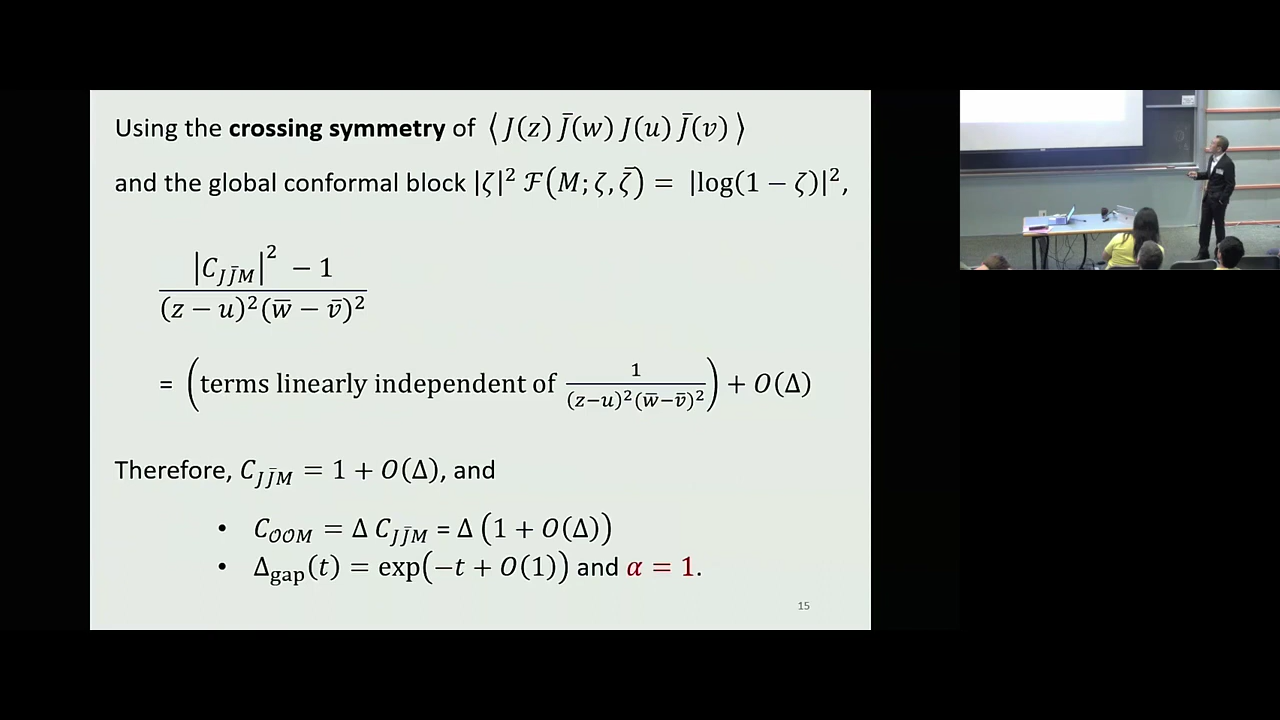 Using the crossing symmetry of ⟨ J(z) J̄(w) J(u) J̄(v) ⟩
and the global conformal block |ζ|² ℱ(M; ζ, ζ̄) = |log(1 − ζ)|²,
|C_{JJ̄M}|² − 1
(z − u)²(w̄ − v̄)²
= (terms linearly independent of 1/((z−u)²(w̄−v̄)²)) + O(Δ)
Therefore, C_{JJ̄M} = 1 + O(Δ), and
• C_{𝒪𝒪M} = Δ C_{JJ̄M} = Δ (1 + O(Δ))
• Δ_gap(t) = exp(−t + O(1)) and α = 1.
15